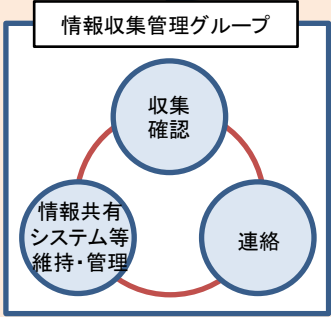 情報収集管理グループ
収集
確認
情報共有
システム等
維持・管理
連絡